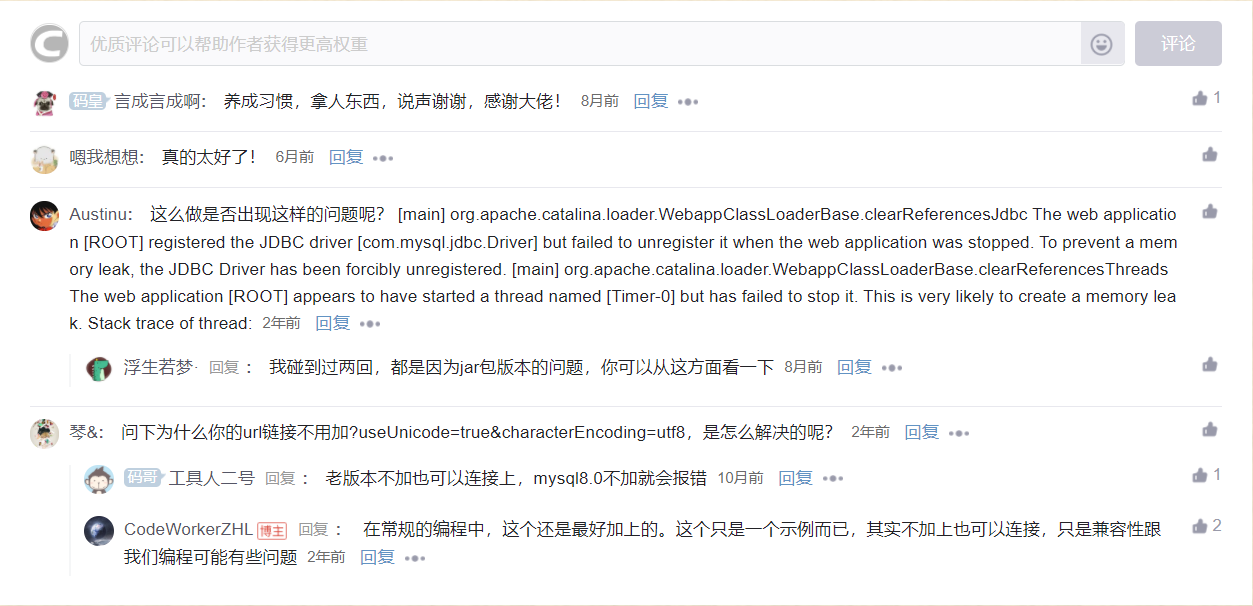 优质评论可以帮助作者获得更高权重
评论
码皇 言成言成啊： 养成习惯，拿人东西，说声谢谢，感谢大佬！ 8月前 回复 1
嗯我想想： 真的太好了！ 6月前 回复
Austinu： 这么做是否出现这样的问题呢？ [main] org.apache.catalina.loader.WebappClassLoaderBase.clearReferencesJdbc The web applicatio
n [ROOT] registered the JDBC driver [com.mysql.jdbc.Driver] but failed to unregister it when the web application was stopped. To prevent a mem
ory leak, the JDBC Driver has been forcibly unregistered. [main] org.apache.catalina.loader.WebappClassLoaderBase.clearReferencesThreads
The web application [ROOT] appears to have started a thread named [Timer-0] but has failed to stop it. This is very likely to create a memory lea
k. Stack trace of thread: 2年前 回复
浮生若梦· 回复： 我碰到过两回，都是因为jar包版本的问题，你可以从这方面看一下 8月前 回复
琴&： 问下为什么你的url链接不用加?useUnicode=true&characterEncoding=utf8，是怎么解决的呢？ 2年前 回复
码哥 工具人二号 回复： 老版本不加也可以连接上，mysql8.0不加就会报错 10月前 回复 1
CodeWorkerZHL 博主 回复： 在常规的编程中，这个还是最好加上的。这个只是一个示例而已，其实不加上也可以连接，只是兼容性跟 2
我们编程可能有些问题 2年前 回复